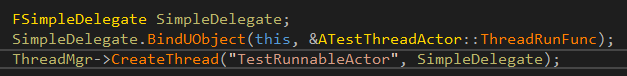 FSimpleDelegate SimpleDelegate;
SimpleDelegate.BindUObject(this, &ATestThreadActor::ThreadRunFunc);
ThreadMgr->CreateThread("TestRunnableActor", SimpleDelegate);